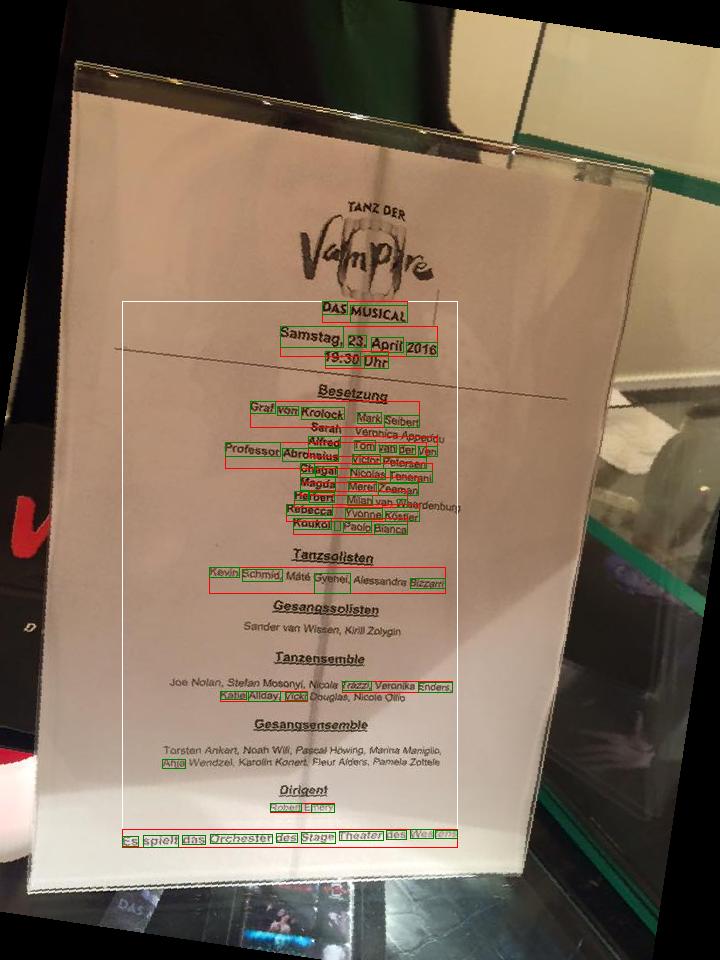 TANZ DER
Vampire
DAS MUSICAL
Samstag, 23. April 2016
19:30 Uhr
Besetzung
Graf von Krolock Mark Seibert
Sarah Veronica Appeddu
Alfred Tom van der Ven
Professor Abronsius Victor Petersen
Chagal Nicolas Tenerani
Magda Merel Zeeman
Herbert Milan van Waardenburg
Rebecca Yvonne Köstler
Koukol Paolo Bianca
Tanzsolisten
Kevin Schmid, Máté Gyenei, Alessandra Bizzarri
Gesangssolisten
Sander van Wissen, Kirill Zolygin
Tanzensemble
Joe Nolan, Stefan Mosonyi, Nicola Trazzi, Veronika Enders,
Katie Allday, Vicki Douglas, Nicole Ollio
Gesangsensemble
Torsten Ankert, Noah Will, Pascal Höwing, Marina Maniglio,
Anja Wendzel, Karolin Konert, Fleur Alders, Pamela Zottele
Dirigent
Robert Emery
Es spielt das Orchester des Stage Theater des Westens